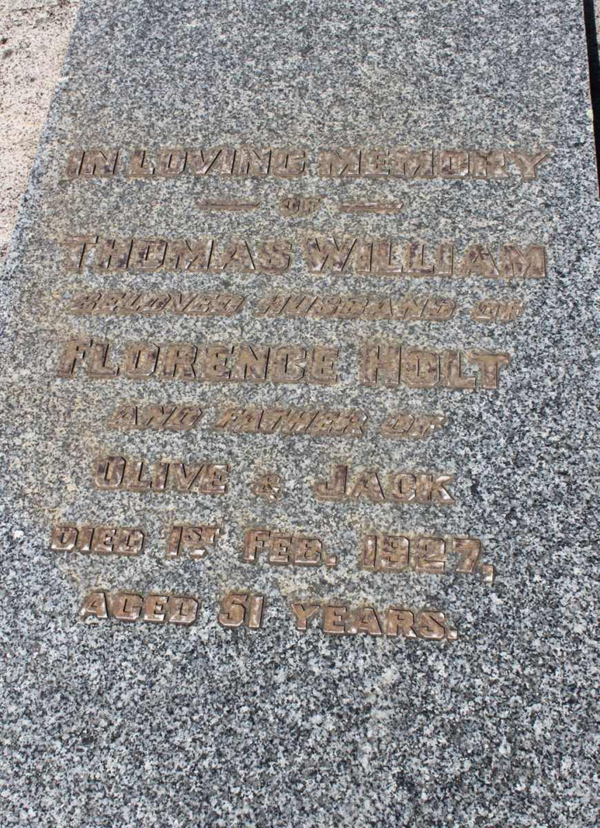 IN LOVING MEMORY
— OF —
THOMAS WILLIAM
BELOVED HUSBAND OF
FLORENCE HOLT
AND FATHER OF
OLIVE & JACK
DIED 1ST FEB. 1927,
AGED 51 YEARS.